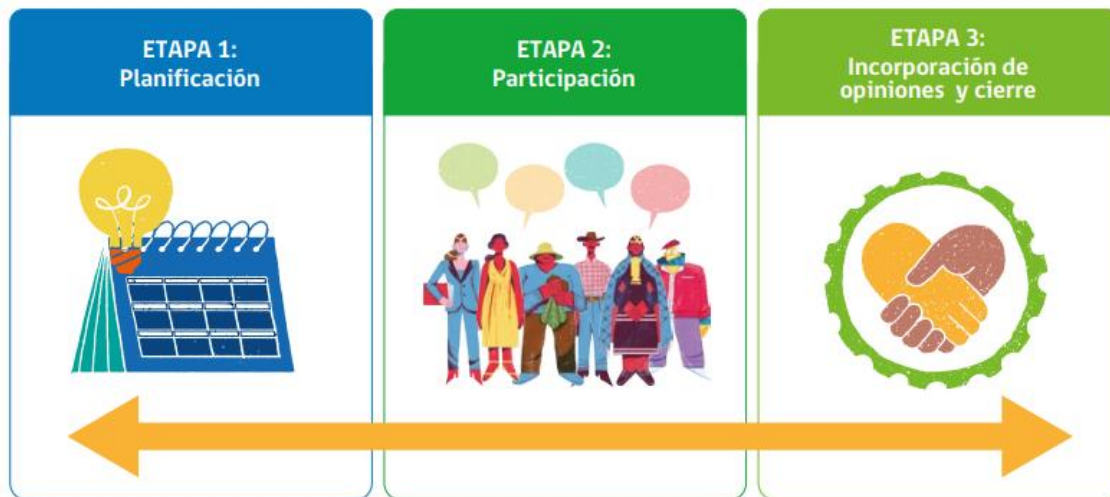 ETAPA 1:
Planificación
ETAPA 2:
Participación
ETAPA 3:
Incorporación de
opiniones y cierre